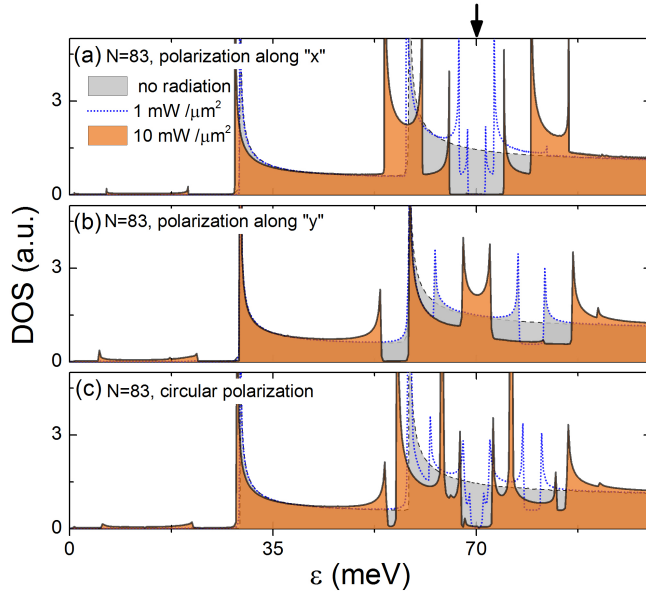 (a) N=83, polarization along "x"
no radiation
1 mW /μm²
10 mW /μm²
3
0
(b) N=83, polarization along "y"
3
0
(c) N=83, circular polarization
3
0
0
35
70
DOS (a.u.)
ε (meV)